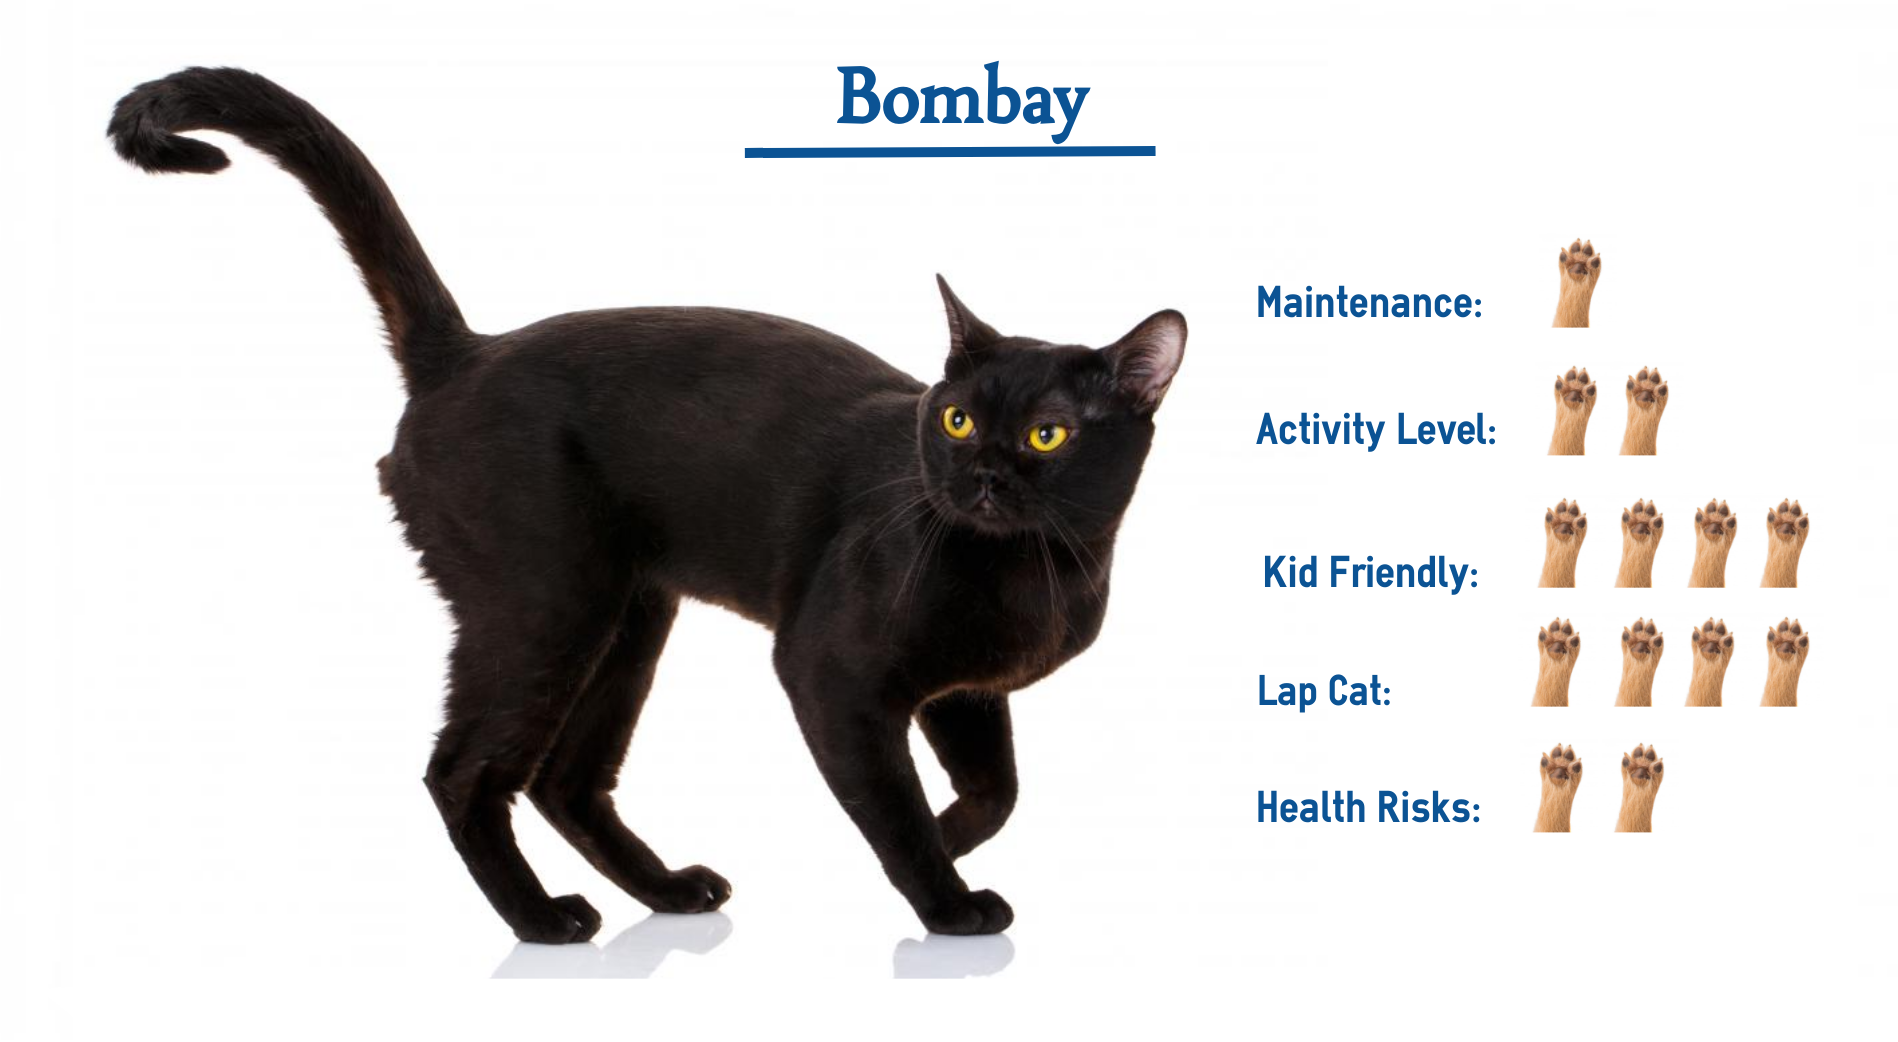 Bombay
Maintenance:
Activity Level:
Kid Friendly:
Lap Cat:
Health Risks: